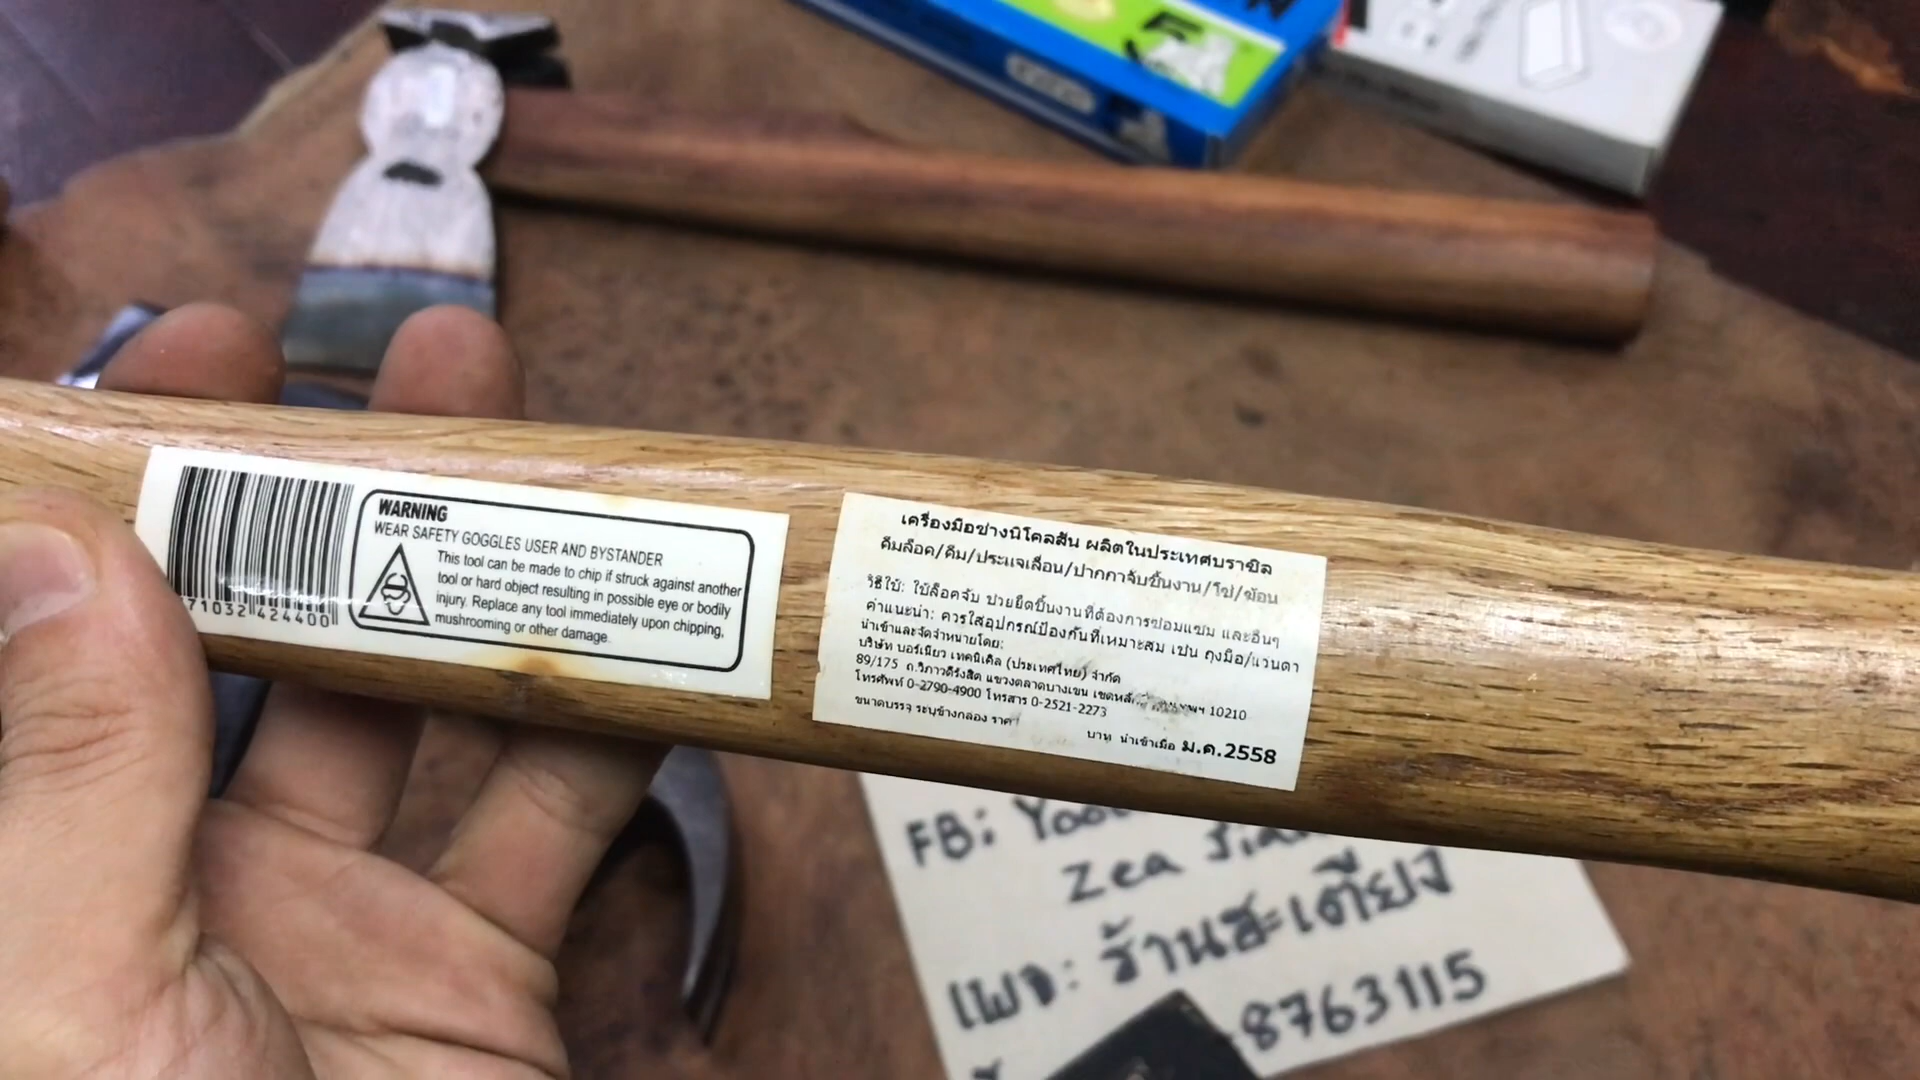 WARNING
WEAR SAFETY GOGGLES USER AND BYSTANDER
This tool can be made to chip if struck against another
tool or hard object resulting in possible eye or bodily
injury. Replace any tool immediately upon chipping,
mushrooming or other damage.
71032 424400
เครื่องมือช่างนิโคลสัน ผลิตในประเทศบราซิล
คีมล๊อค/คีม/ประแจเลื่อน/ปากกาจับชิ้นงาน/โซ่/ฆ้อน
วิธีใช้: ใช้ล๊อคจับ ช่วยยึดชิ้นงานที่ต้องการซ่อมแซม และอื่นๆ
คำแนะนำ: ควรใส่อุปกรณ์ป้องกันที่เหมาะสม เช่น ถุงมือ/แว่นตา
นำเข้าและจัดจำหน่ายโดย:
บริษัท บอร์เนียว เทคนิเคิล (ประเทศไทย) จำกัด
89/175 ถ.วิภาวดีรังสิต แขวงตลาดบางเขน 10210
โทรศัพท์ 0-2790-4900 โทรสาร 0-2521-2273
ขนาดบรรจุ ระบุข้างกล่อง ราคา
บาท นำเข้าเมื่อ ม.ค.2558
FB:
Zea
เพจ: ร้านฮะเตียง
-8763115